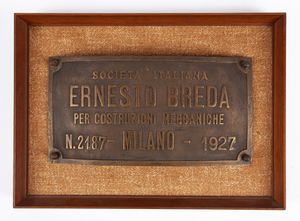 SOCIETÀ ITALIANA
ERNESTO BREDA
PER COSTRUZIONI MECCANICHE
N.2187- MILANO - 1927